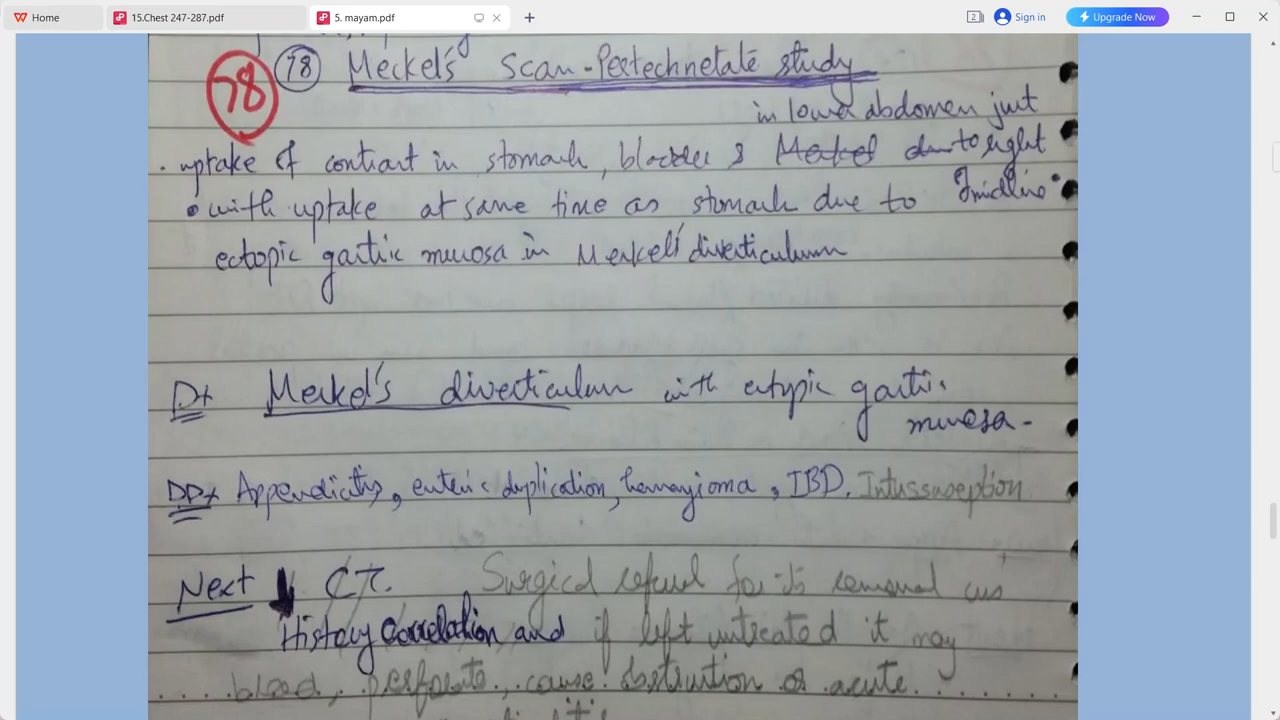 Home
15.Chest 247-287.pdf
5. mayam.pdf
2
Sign in
Upgrade Now
78 78 Meckel's Scan-Pertechnetate study
in lower abdomen just
. uptake of contrast in stomach, bladder & Meckel due to right
• with uptake at same time as stomach due to midline
ectopic gastric mucosa in Meckel's diverticulum
D+ Meckel's diverticulum with ectopic gastric
mucosa-
DD+ Appendicitis, enteric duplication, hemangioma, IBD. Intussusception
Next CT. Surgical referral for its removal cus
History Correlation and if left untreated it may
bleed, perforate, cause obstruction or acute